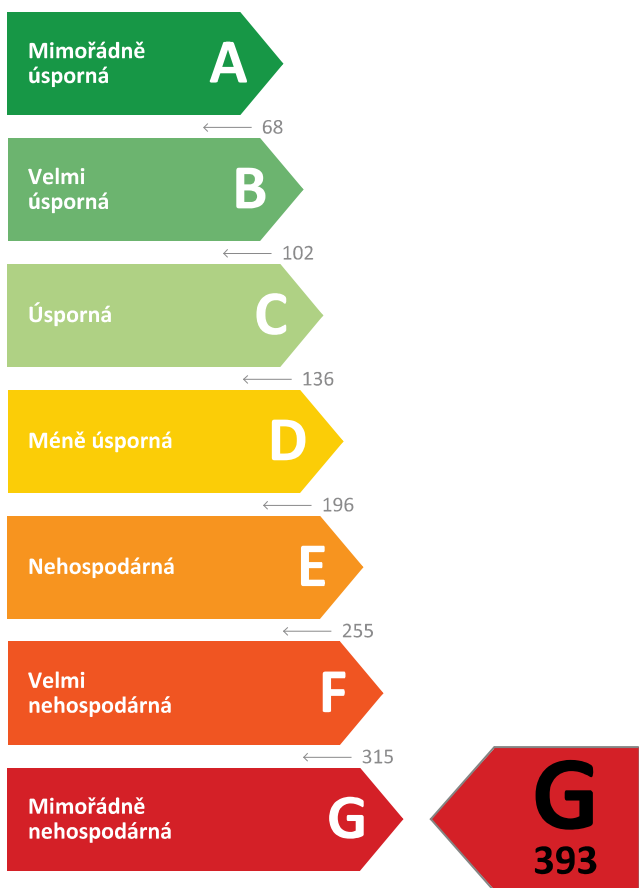 Mimořádně
úsporná
A
68
Velmi
úsporná
B
102
Úsporná
C
136
Méně úsporná
D
196
Nehospodárná
E
255
Velmi
nehospodárná
F
315
Mimořádně
nehospodárná
G
G
393